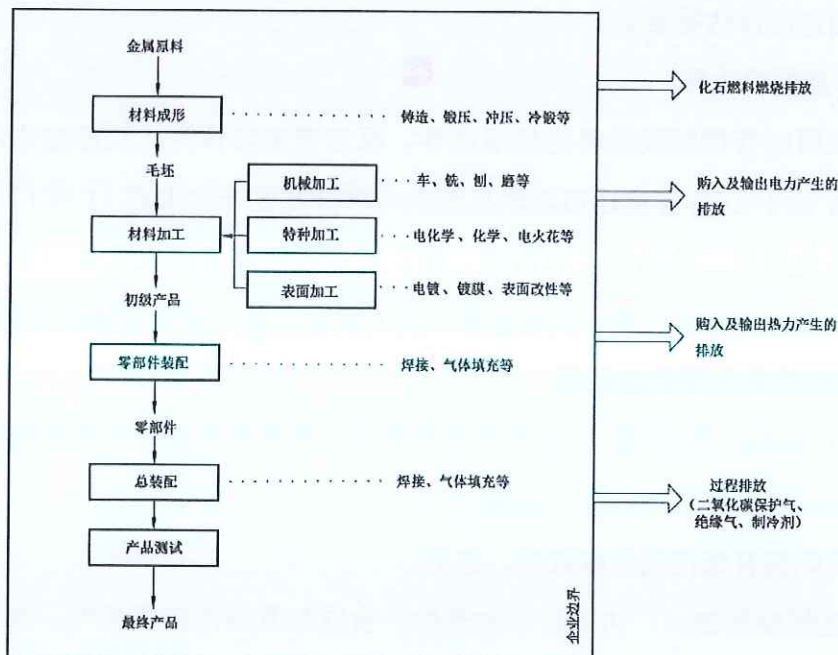 金属原料
材料成形
铸造、锻压、冲压、冷锻等
毛坯
机械加工
车、铣、刨、磨等
材料加工
特种加工
电化学、化学、电火花等
表面加工
电镀、镀膜、表面改性等
初级产品
零部件装配
焊接、气体填充等
零部件
总装配
焊接、气体填充等
产品测试
最终产品
企业边界
化石燃料燃烧排放
购入及输出电力产生的
排放
购入及输出热力产生的
排放
过程排放
(二氧化碳保护气、
绝缘气、制冷剂)